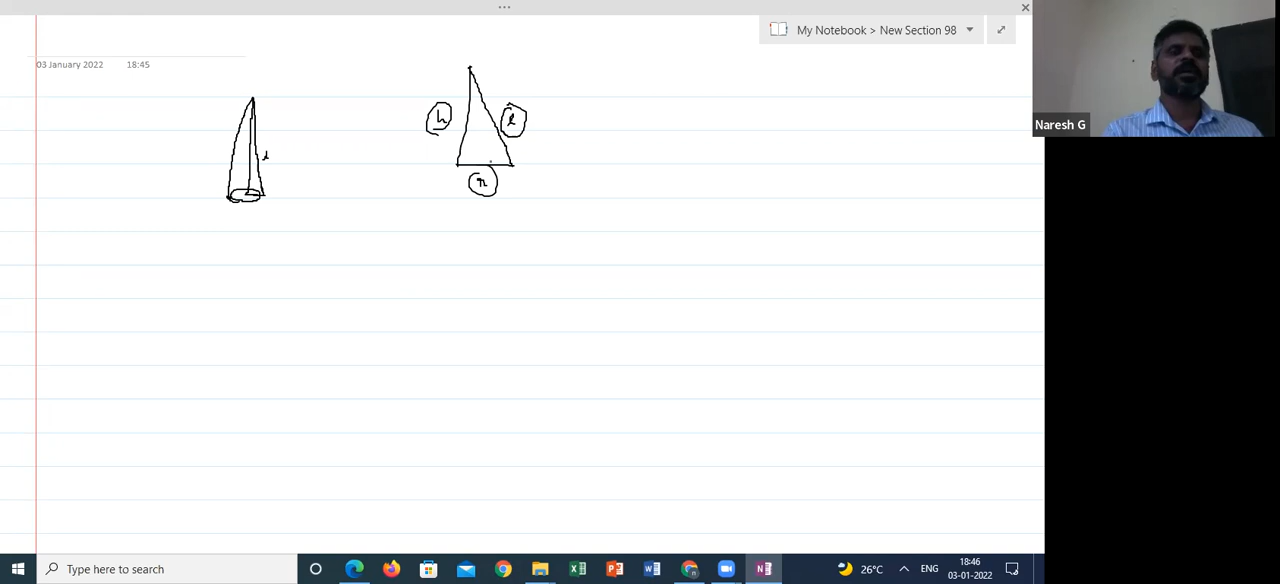 My Notebook > New Section 98
03 January 2022 18:45
Naresh G
h
l
l
r
Type here to search
26°C
ENG
18:46
03-01-2022